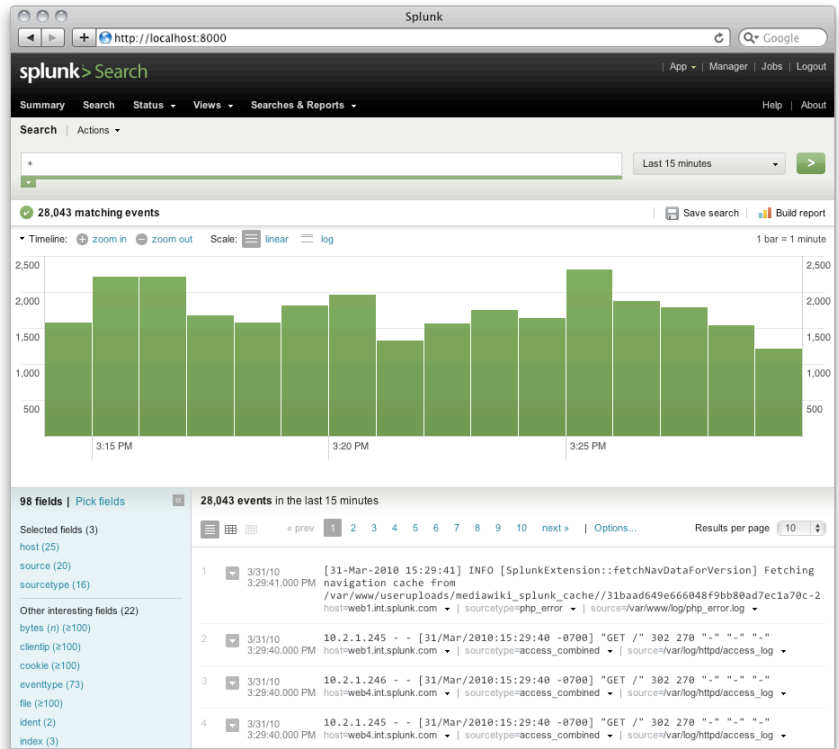 Splunk
http://localhost:8000
Google
splunk> Search
| App | Manager | Jobs | Logout
Summary Search Status Views Searches & Reports
Help | About
Search | Actions
*
Last 15 minutes
>
28,043 matching events
Save search | Build report
Timeline: zoom in zoom out Scale: linear log
1 bar = 1 minute
2,500 2,500
2,000 2,000
1,500 1,500
1,000 1,000
500 500
3:15 PM 3:20 PM 3:25 PM
98 fields | Pick fields «
Selected fields (3)
host (25)
source (20)
sourcetype (16)
Other interesting fields (22)
bytes (n) (≥100)
clientip (≥100)
cookie (≥100)
eventtype (73)
file (≥100)
ident (2)
index (3)
28,043 events in the last 15 minutes
« prev 1 2 3 4 5 6 7 8 9 10 next » | Options...
Results per page 10
1 3/31/10 [31-Mar-2010 15:29:41] INFO [SplunkExtension::fetchNavDataForVersion] Fetching
3:29:41.000 PM navigation cache from
/var/www/useruploads/mediawiki_splunk_cache//31baad649e666048f9bb80ad7ec1a70c-2
host=web1.int.splunk.com | sourcetype=php_error | source=/var/www/log/php_error.log
2 3/31/10 10.2.1.245 - - [31/Mar/2010:15:29:40 -0700] "GET /" 302 270 "-" "-" "-"
3:29:40.000 PM host=web1.int.splunk.com | sourcetype=access_combined | source=/var/log/httpd/access_log
3 3/31/10 10.2.1.246 - - [31/Mar/2010:15:29:40 -0700] "GET /" 302 270 "-" "-" "-"
3:29:40.000 PM host=web4.int.splunk.com | sourcetype=access_combined | source=/var/log/httpd/access_log
4 3/31/10 10.2.1.245 - - [31/Mar/2010:15:29:40 -0700] "GET /" 302 270 "-" "-" "-"
3:29:40.000 PM host=web4.int.splunk.com | sourcetype=access_combined | source=/var/log/httpd/access_log